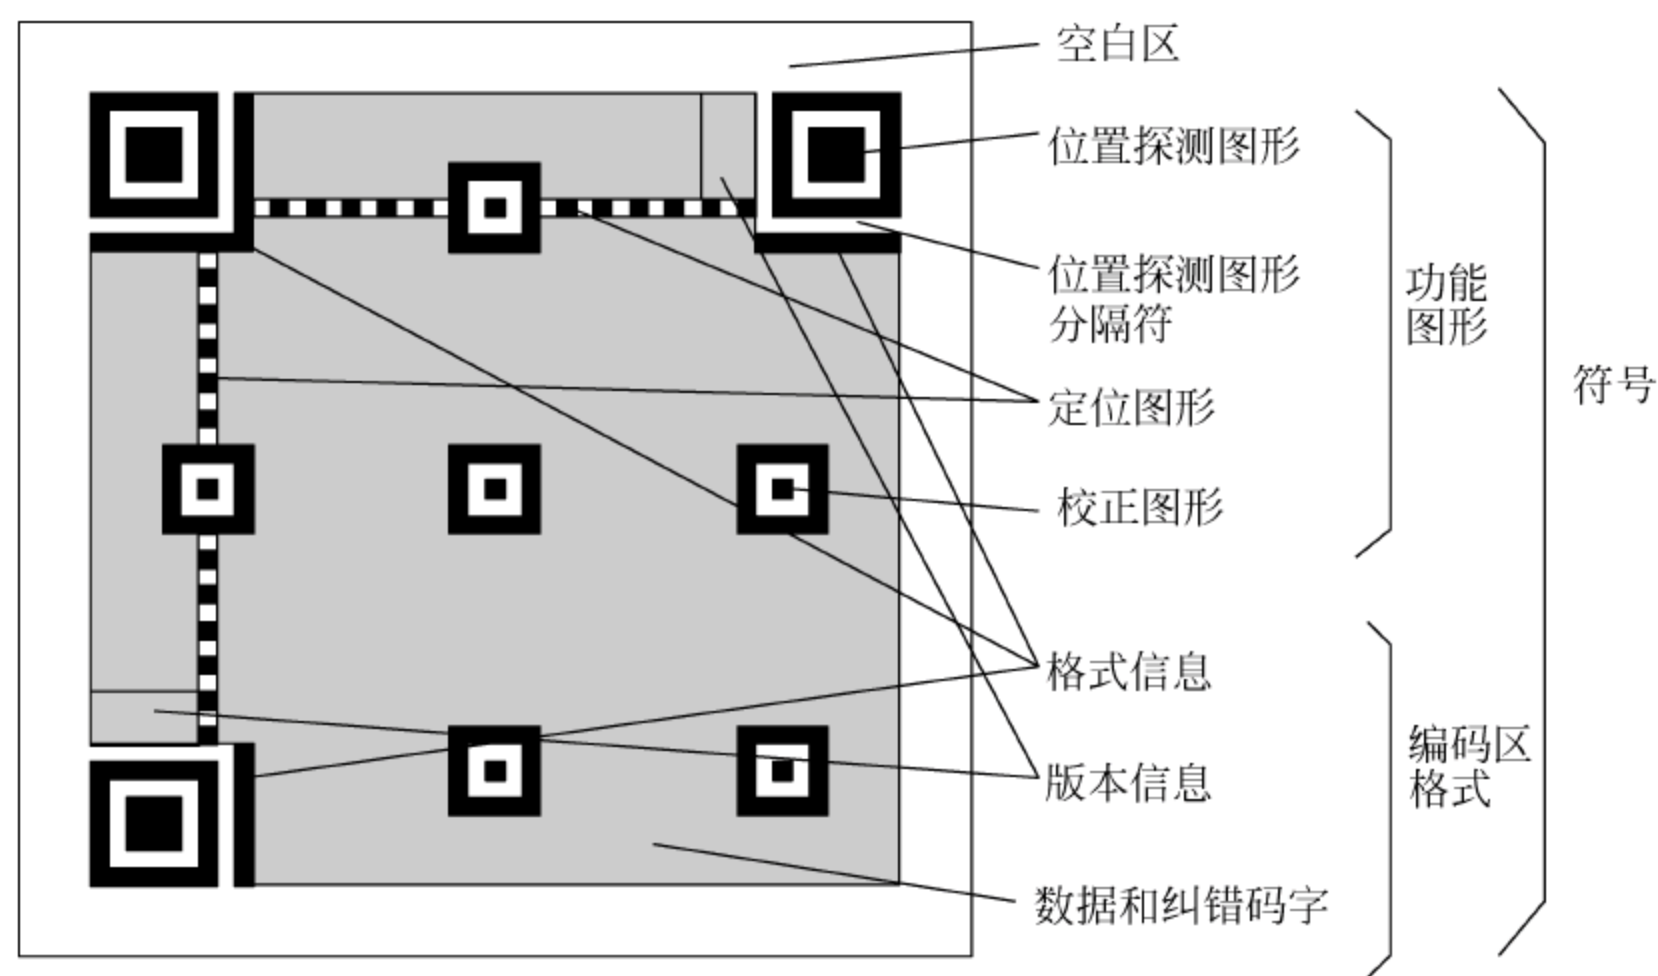 空白区
位置探测图形
位置探测图形
分隔符
定位图形
校正图形
格式信息
版本信息
数据和纠错码字
功能
图形
编码区
格式
符号